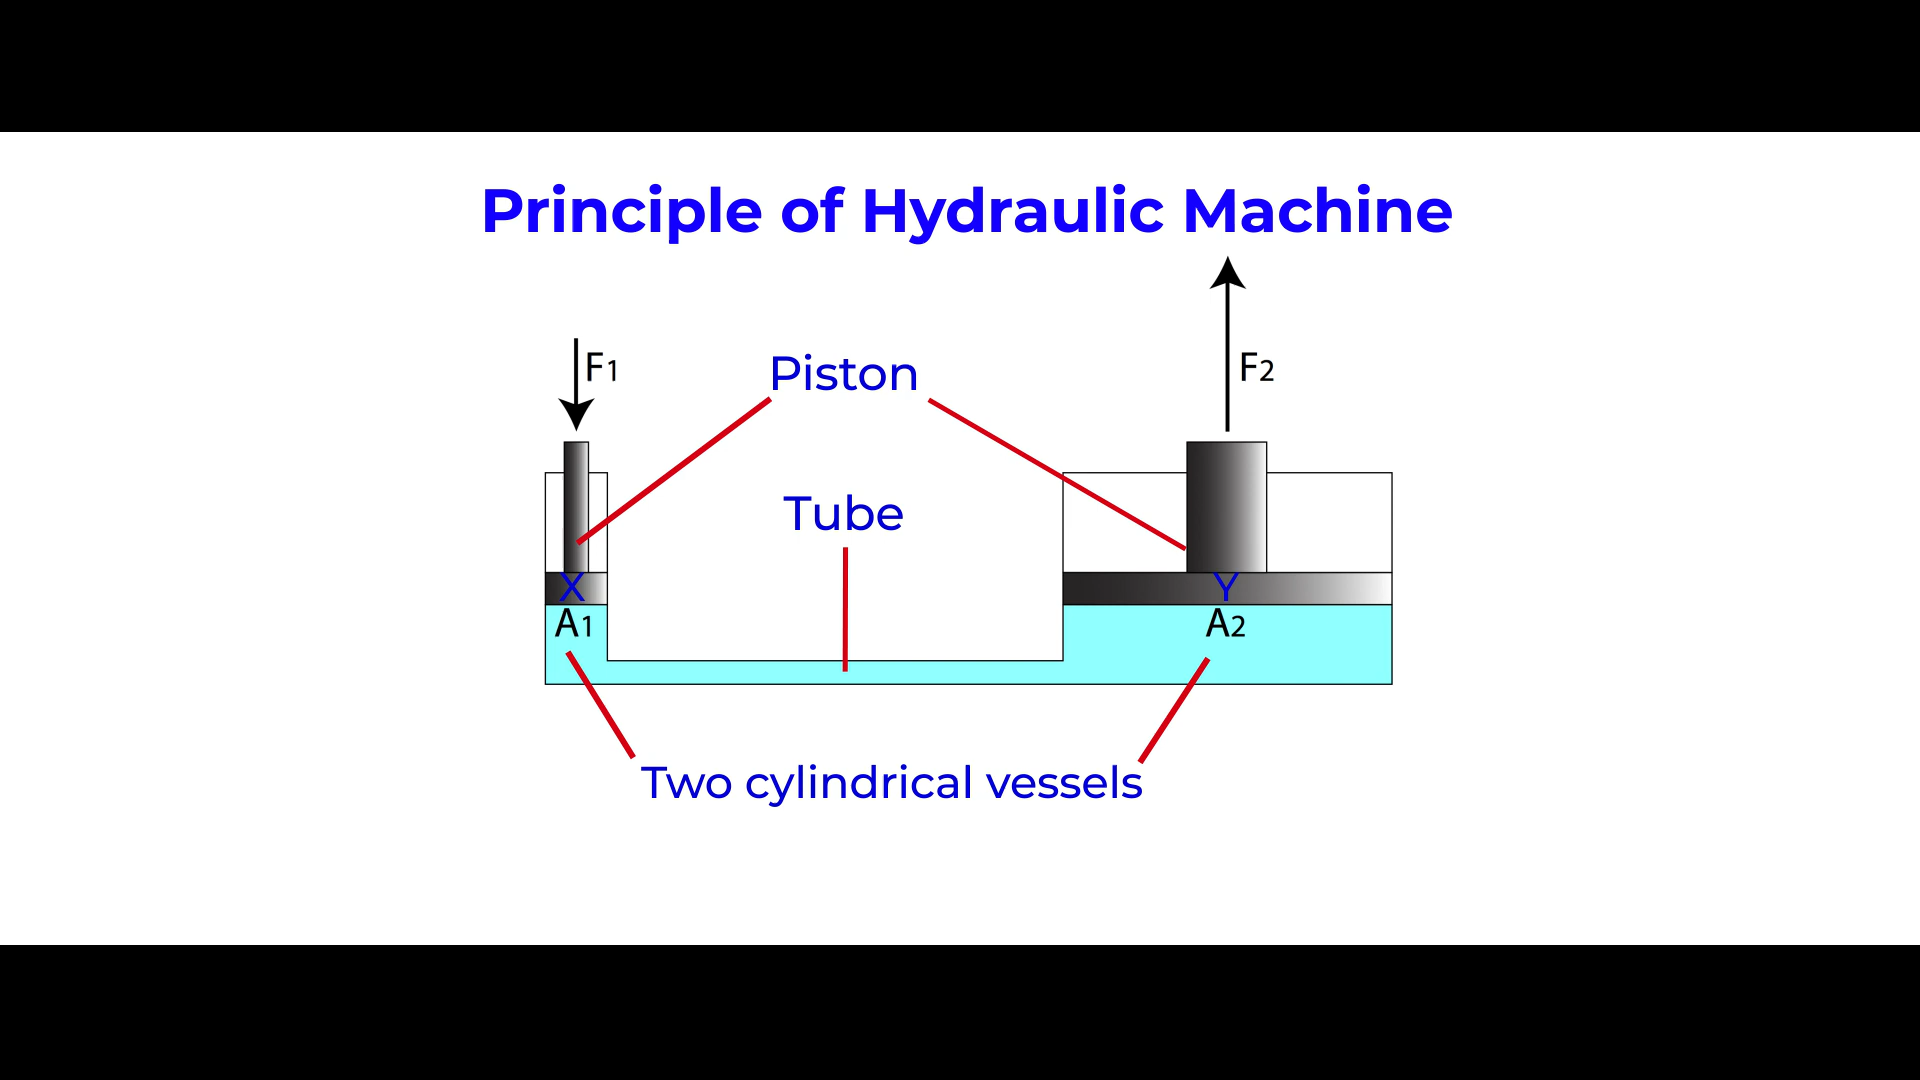 Principle of Hydraulic Machine
F1
Piston
F2
Tube
X
Y
A1
A2
Two cylindrical vessels